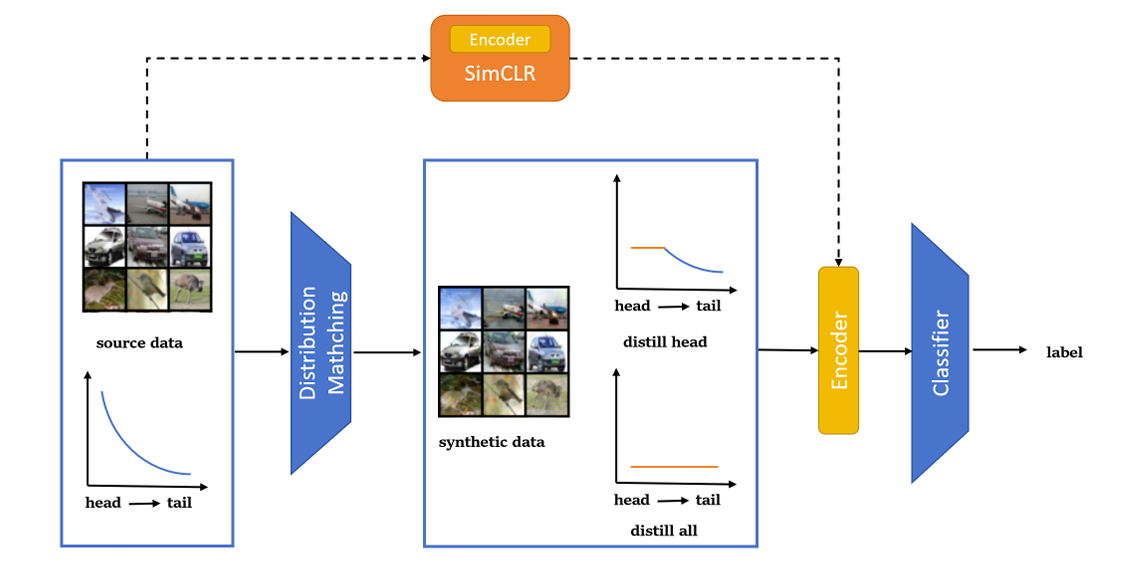 Encoder
SimCLR
source data
head → tail
Distribution
Mathching
synthetic data
head → tail
distill head
head → tail
distill all
Encoder
Classifier
label